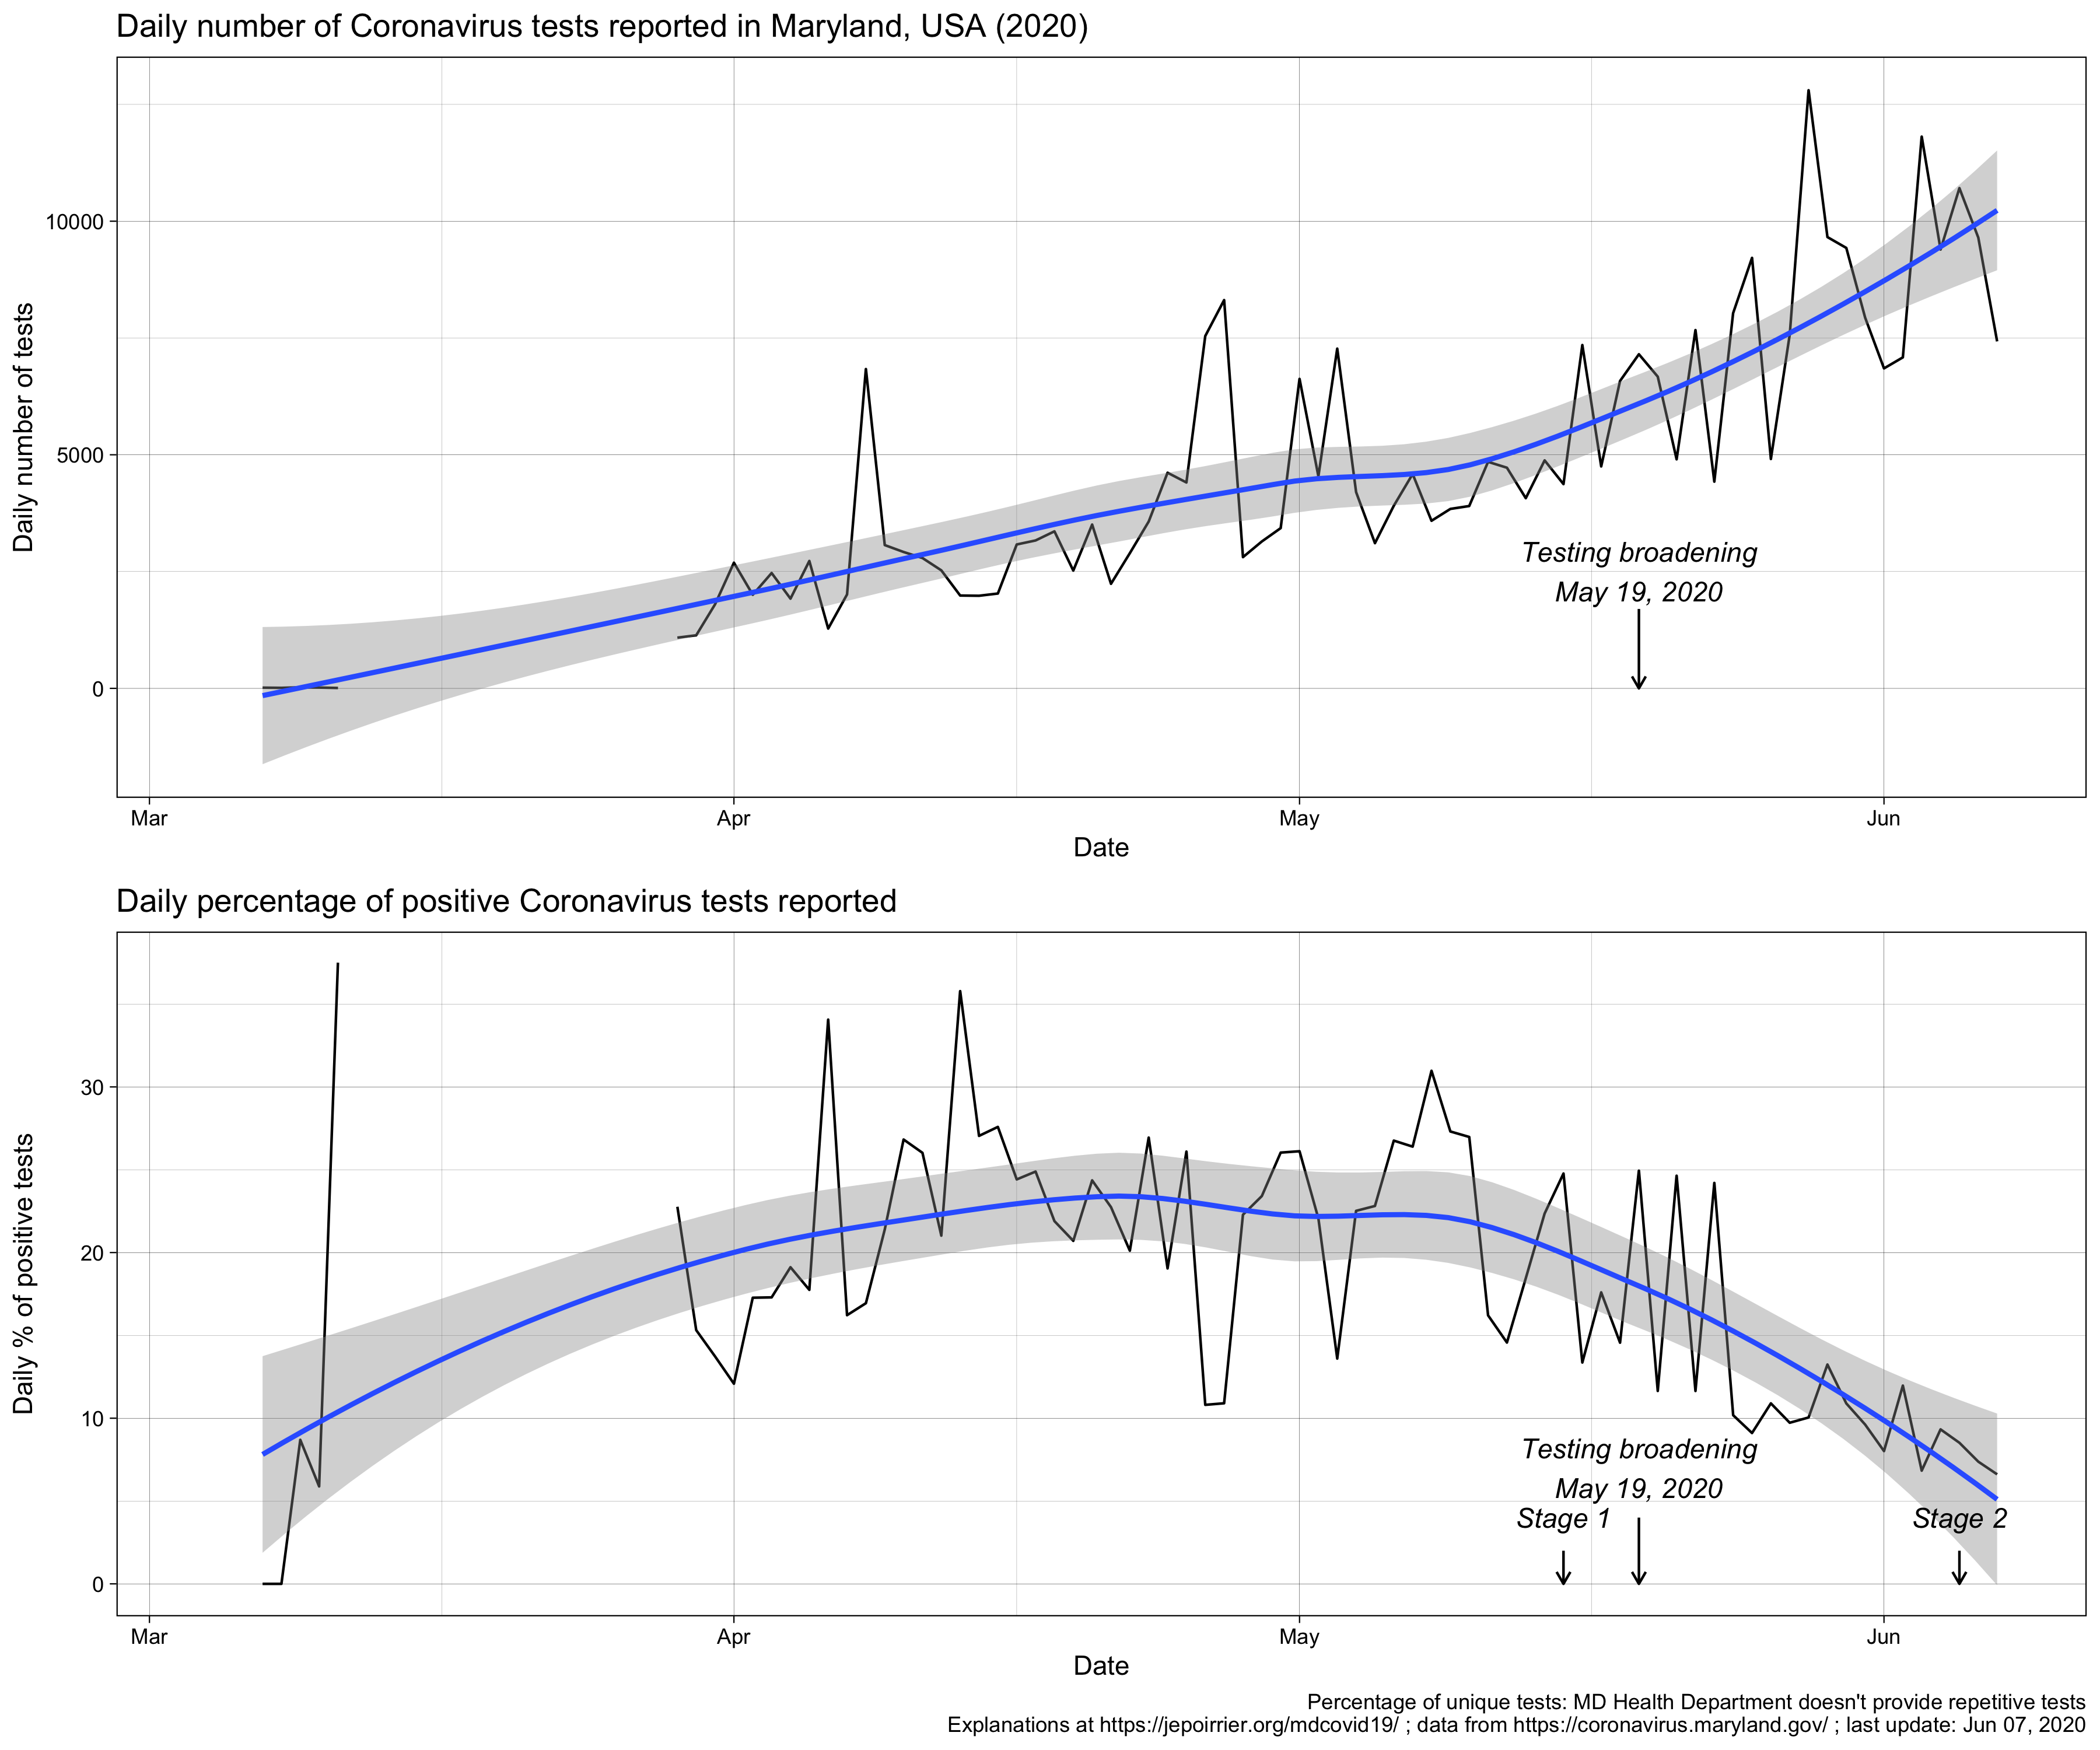 Daily number of Coronavirus tests reported in Maryland, USA (2020)
Daily number of tests
10000
5000
0
Testing broadening
May 19, 2020
Mar
Apr
May
Jun
Date
Daily percentage of positive Coronavirus tests reported
Daily % of positive tests
30
20
10
0
Testing broadening
May 19, 2020
Stage 1
Stage 2
Mar
Apr
May
Jun
Date
Percentage of unique tests: MD Health Department doesn't provide repetitive tests
Explanations at https://jepoirrier.org/mdcovid19/ ; data from https://coronavirus.maryland.gov/ ; last update: Jun 07, 2020